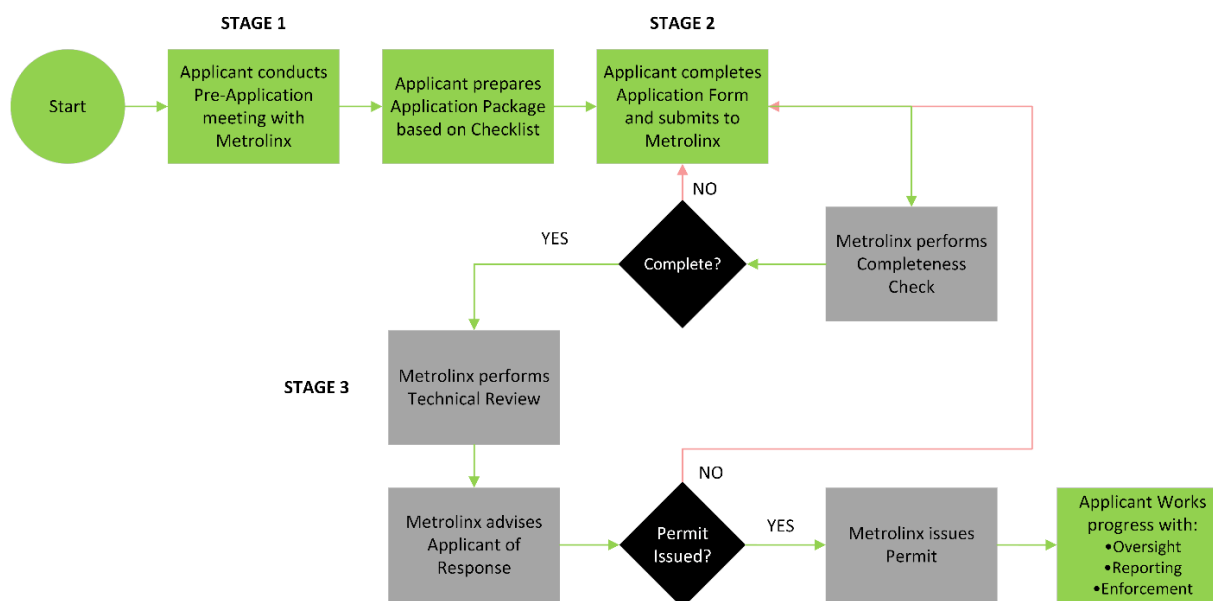 STAGE 1
STAGE 2
Start
Applicant conducts
Pre-Application
meeting with
Metrolinx
Applicant prepares
Application Package
based on Checklist
Applicant completes
Application Form
and submits to
Metrolinx
NO
YES
Complete?
Metrolinx performs
Completeness
Check
STAGE 3
Metrolinx performs
Technical Review
NO
Metrolinx advises
Applicant of
Response
Permit
Issued?
YES
Metrolinx issues
Permit
Applicant Works
progress with:
•Oversight
•Reporting
•Enforcement